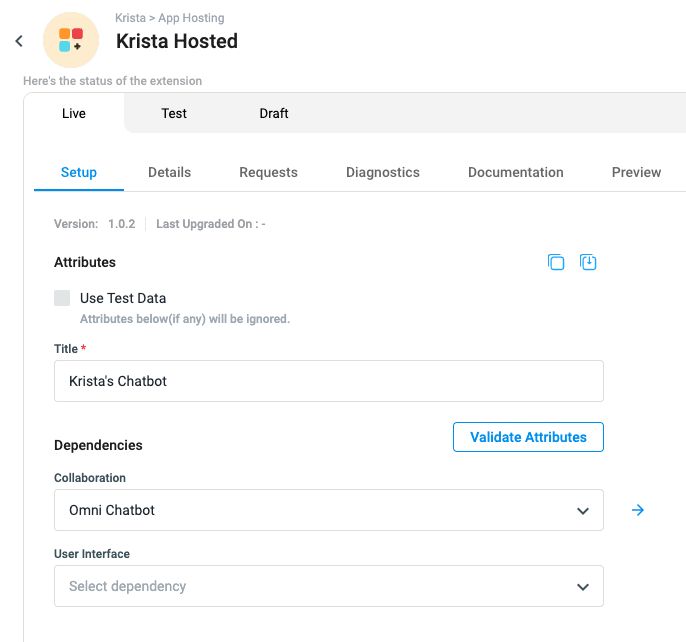 Krista > App Hosting
Krista Hosted
Here's the status of the extension
Live Test Draft
Setup Details Requests Diagnostics Documentation Preview
Version: 1.0.2 Last Upgraded On : -
Attributes
Use Test Data
Attributes below(if any) will be ignored.
Title *
Krista's Chatbot
Dependencies Validate Attributes
Collaboration
Omni Chatbot
User Interface
Select dependency